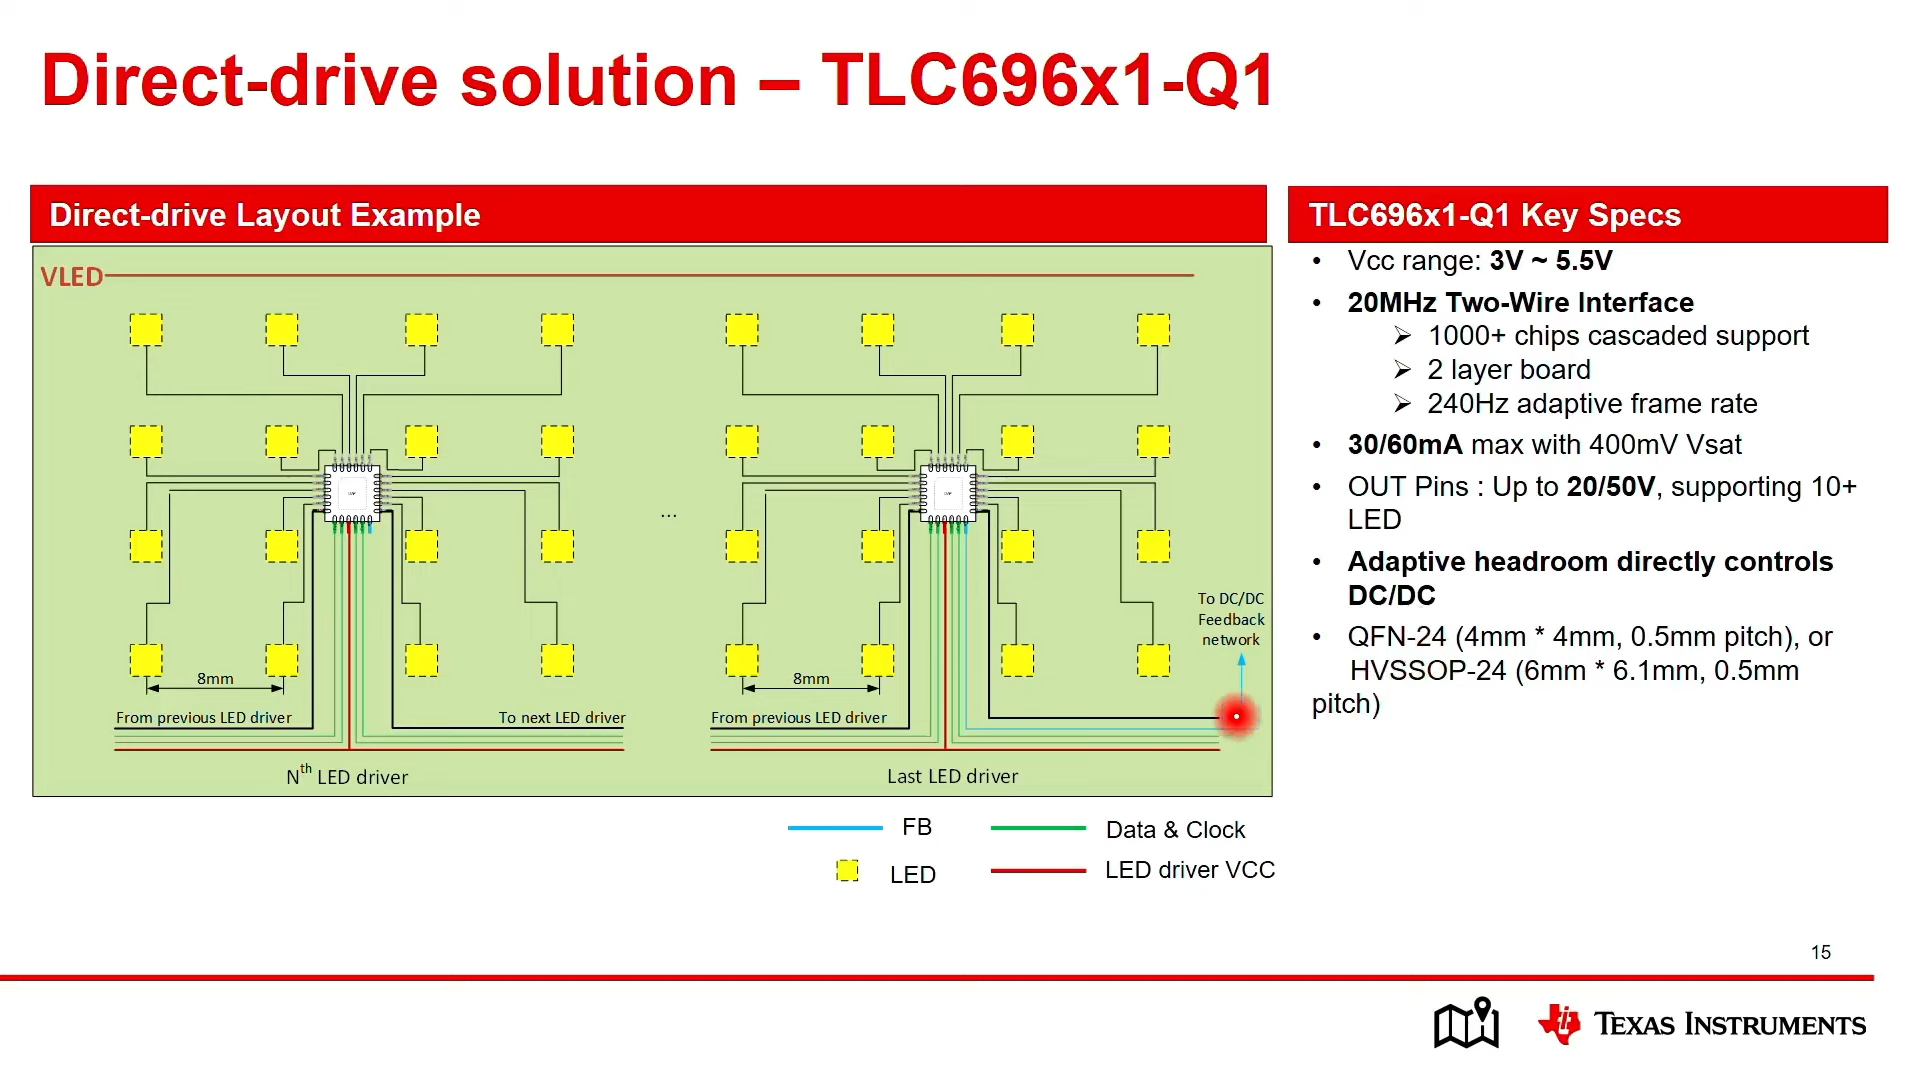 Direct-drive solution – TLC696x1-Q1
Direct-drive Layout Example
VLED
...
8mm
From previous LED driver
To next LED driver
Nth LED driver
8mm
From previous LED driver
Last LED driver
To DC/DC
Feedback
network
FB
Data & Clock
LED
LED driver VCC
TLC696x1-Q1 Key Specs
• Vcc range: 3V ~ 5.5V
• 20MHz Two-Wire Interface
➢ 1000+ chips cascaded support
➢ 2 layer board
➢ 240Hz adaptive frame rate
• 30/60mA max with 400mV Vsat
• OUT Pins : Up to 20/50V, supporting 10+
LED
• Adaptive headroom directly controls
DC/DC
• QFN-24 (4mm * 4mm, 0.5mm pitch), or
HVSSOP-24 (6mm * 6.1mm, 0.5mm
pitch)
15
TEXAS INSTRUMENTS